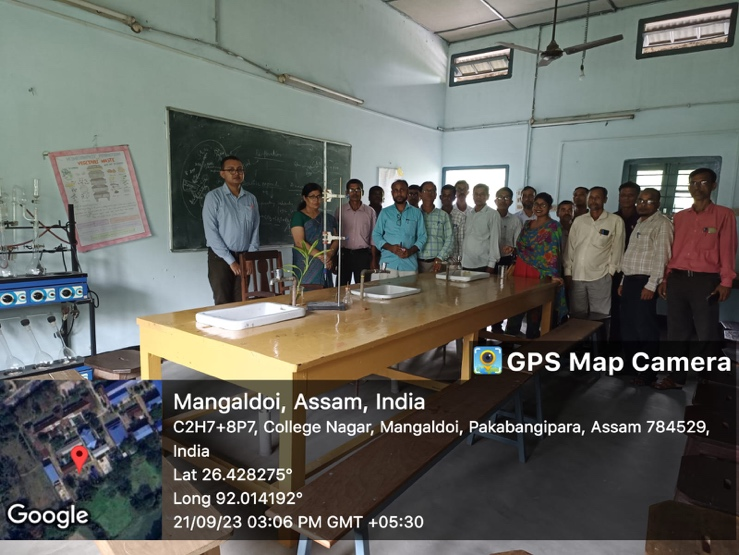 GPS Map Camera
Mangaldoi, Assam, India
C2H7+8P7, College Nagar, Mangaldoi, Pakabangipara, Assam 784529,
India
Lat 26.428275°
Long 92.014192°
21/09/23 03:06 PM GMT +05:30
Google